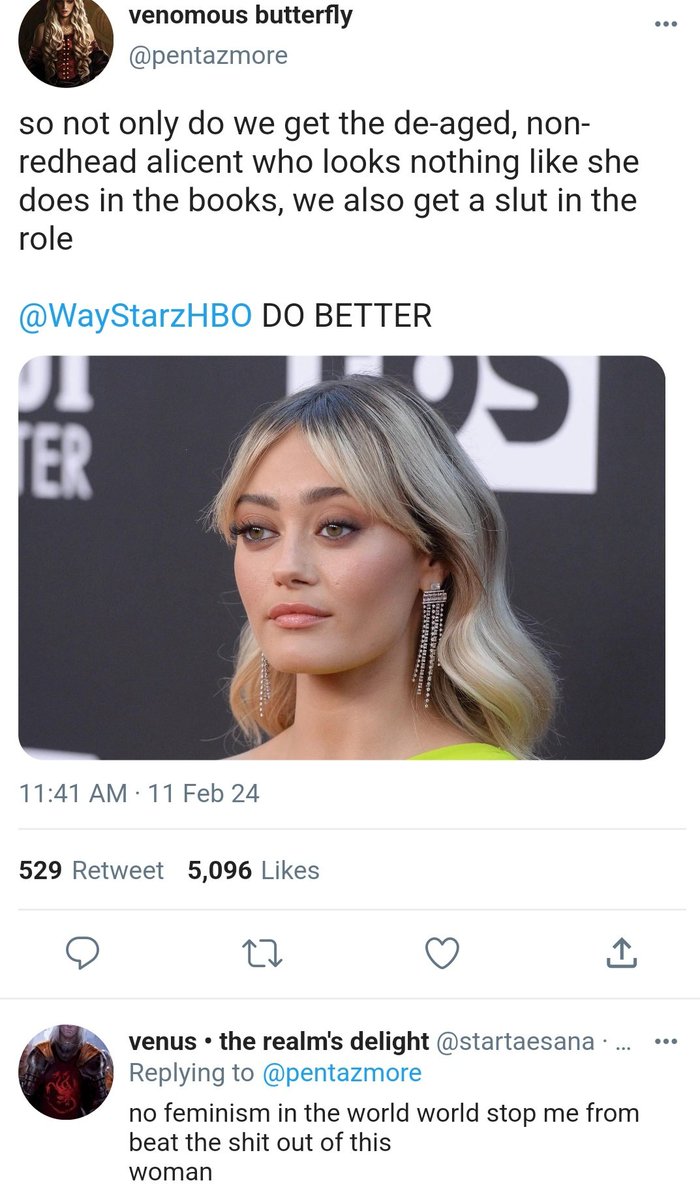 venomous butterfly
@pentazmore
so not only do we get the de-aged, non-
redhead alicent who looks nothing like she
does in the books, we also get a slut in the
role
@WayStarzHBO DO BETTER
TER
11:41 AM · 11 Feb 24
529 Retweet 5,096 Likes
venus • the realm's delight @startaesana · ...
Replying to @pentazmore
no feminism in the world world stop me from
beat the shit out of this
woman